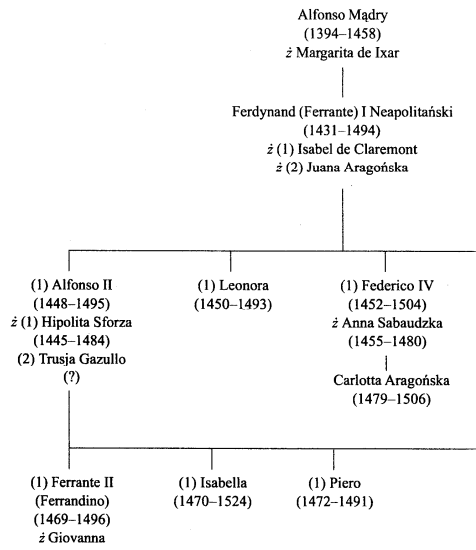 Alfonso Mądry
(1394–1458)
ż Margarita de Ixar
Ferdynand (Ferrante) I Neapolitański
(1431–1494)
ż (1) Isabel de Claremont
ż (2) Juana Aragońska
(1) Alfonso II
(1448–1495)
ż (1) Hipolita Sforza
(1445–1484)
(2) Trusja Gazullo
(?)
(1) Leonora
(1450–1493)
(1) Federico IV
(1452–1504)
ż Anna Sabaudzka
(1455–1480)
Carlotta Aragońska
(1479–1506)
(1) Ferrante II
(Ferrandino)
(1469–1496)
ż Giovanna
(1) Isabella
(1470–1524)
(1) Piero
(1472–1491)